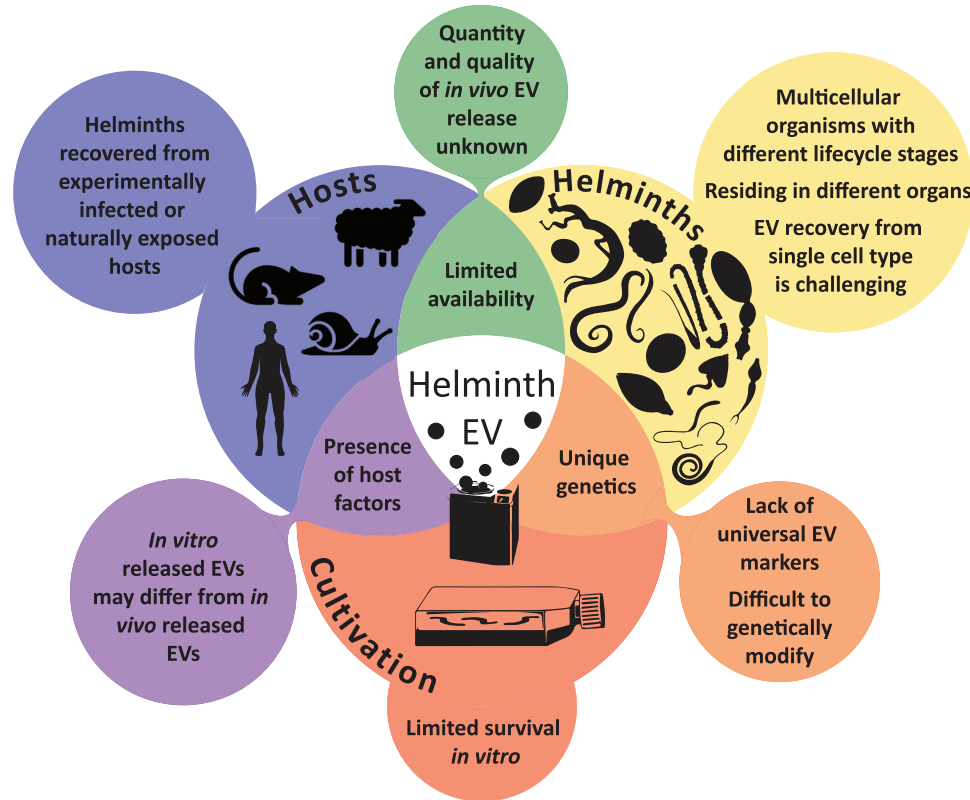 Quantity
and quality
of in vivo EV
release
unknown
Helminths
recovered from
experimentally
infected or
naturally exposed
hosts
Multicellular
organisms with
different lifecycle stages
Residing in different organs
EV recovery from
single cell type
is challenging
Hosts
Helminths
Limited
availability
Helminth
EV
Presence
of host
factors
Unique
genetics
In vitro
released EVs
may differ from in
vivo released
EVs
Lack of
universal EV
markers
Difficult to
genetically
modify
Cultivation
Limited survival
in vitro